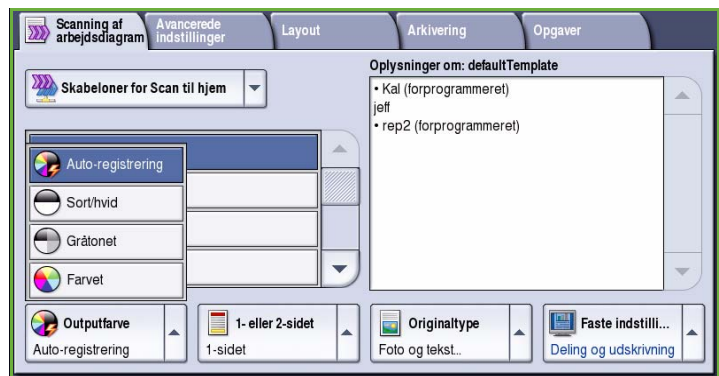 Scanning af
arbejdsdiagram
Avancerede
indstillinger
Layout
Arkivering
Opgaver
Skabeloner for Scan til hjem
Oplysninger om: defaultTemplate
• Kal (forprogrammeret)
jeff
• rep2 (forprogrammeret)
Auto-registrering
Sort/hvid
Gråtonet
Farvet
Outputfarve
Auto-registrering
1- eller 2-sidet
1-sidet
Originaltype
Foto og tekst...
Faste indstilli...
Deling og udskrivning